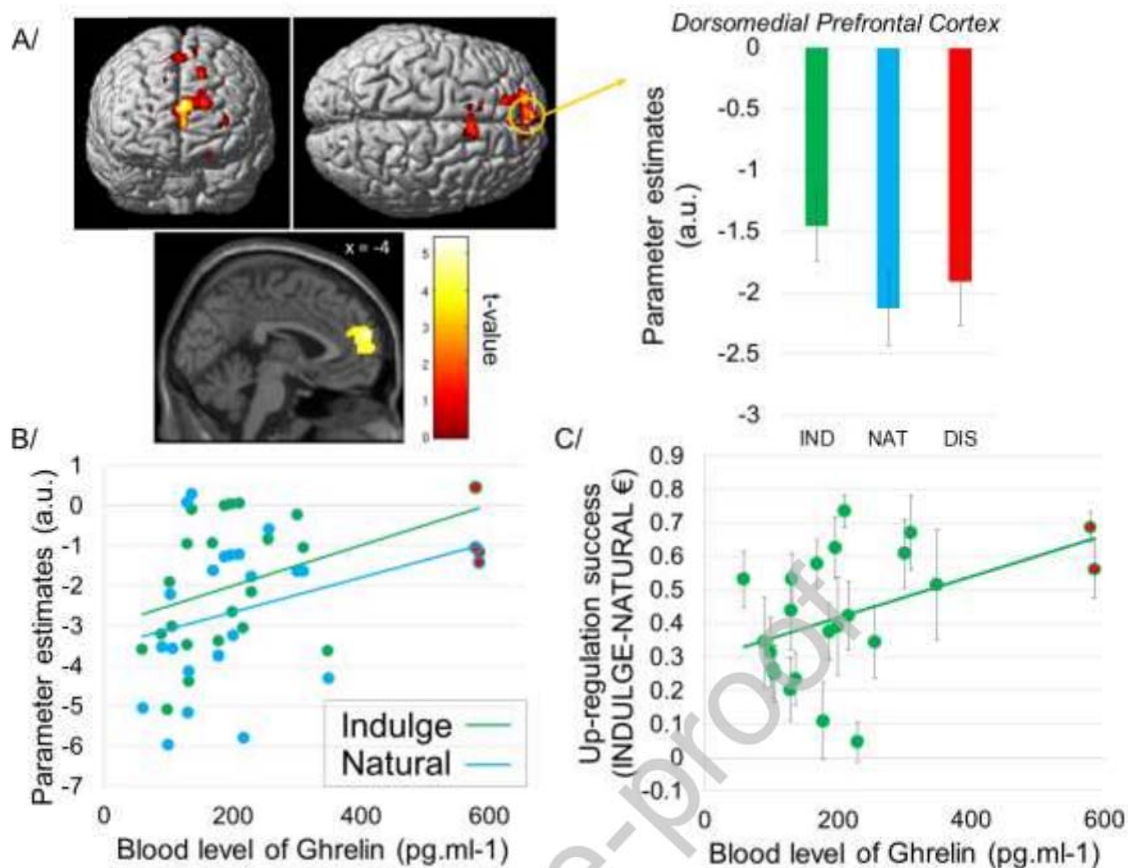 A/
Dorsomedial Prefrontal Cortex
0
-0.5
-1
-1.5
-2
-2.5
-3
Parameter estimates
(a.u.)
IND NAT DIS
x = -4
5
4
3
2
1
0
t-value
B/
1
0
-1
-2
-3
-4
-5
-6
-7
Parameter estimates (a.u.)
Indulge
Natural
0 200 400 600
Blood level of Ghrelin (pg.ml-1)
C/
0.9
0.8
0.7
0.6
0.5
0.4
0.3
0.2
0.1
0
-0.1
Up-regulation success
(INDULGE-NATURAL €)
0 200 400 600
Blood level of Ghrelin (pg.ml-1)
e-proof